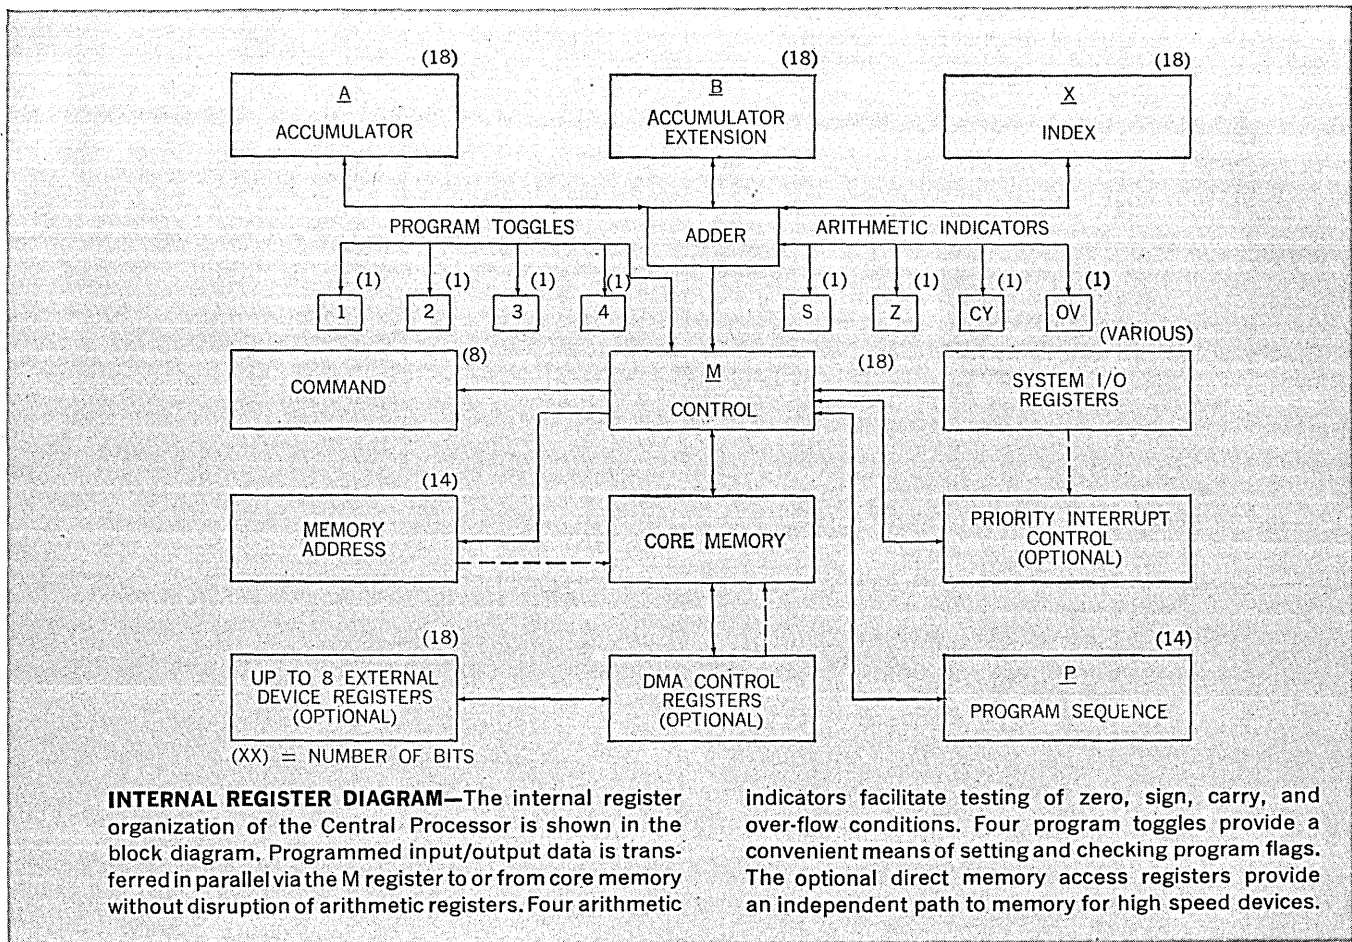 (18)
(18)
(18)
A
ACCUMULATOR
B
ACCUMULATOR
EXTENSION
X
INDEX
PROGRAM TOGGLES
ADDER
ARITHMETIC INDICATORS
(1)
(1)
(1)
(1)
(1)
(1)
(1)
(1)
1
2
3
4
S
Z
CY
OV
(8)
(18)
(VARIOUS)
COMMAND
M
CONTROL
SYSTEM I/O
REGISTERS
(14)
MEMORY
ADDRESS
CORE MEMORY
PRIORITY INTERRUPT
CONTROL
(OPTIONAL)
(18)
(14)
UP TO 8 EXTERNAL
DEVICE REGISTERS
(OPTIONAL)
DMA CONTROL
REGISTERS
(OPTIONAL)
P
PROGRAM SEQUENCE
(XX) = NUMBER OF BITS
INTERNAL REGISTER DIAGRAM—The internal register
organization of the Central Processor is shown in the
block diagram. Programmed input/output data is trans-
ferred in parallel via the M register to or from core memory
without disruption of arithmetic registers. Four arithmetic
indicators facilitate testing of zero, sign, carry, and
over-flow conditions. Four program toggles provide a
convenient means of setting and checking program flags.
The optional direct memory access registers provide
an independent path to memory for high speed devices.